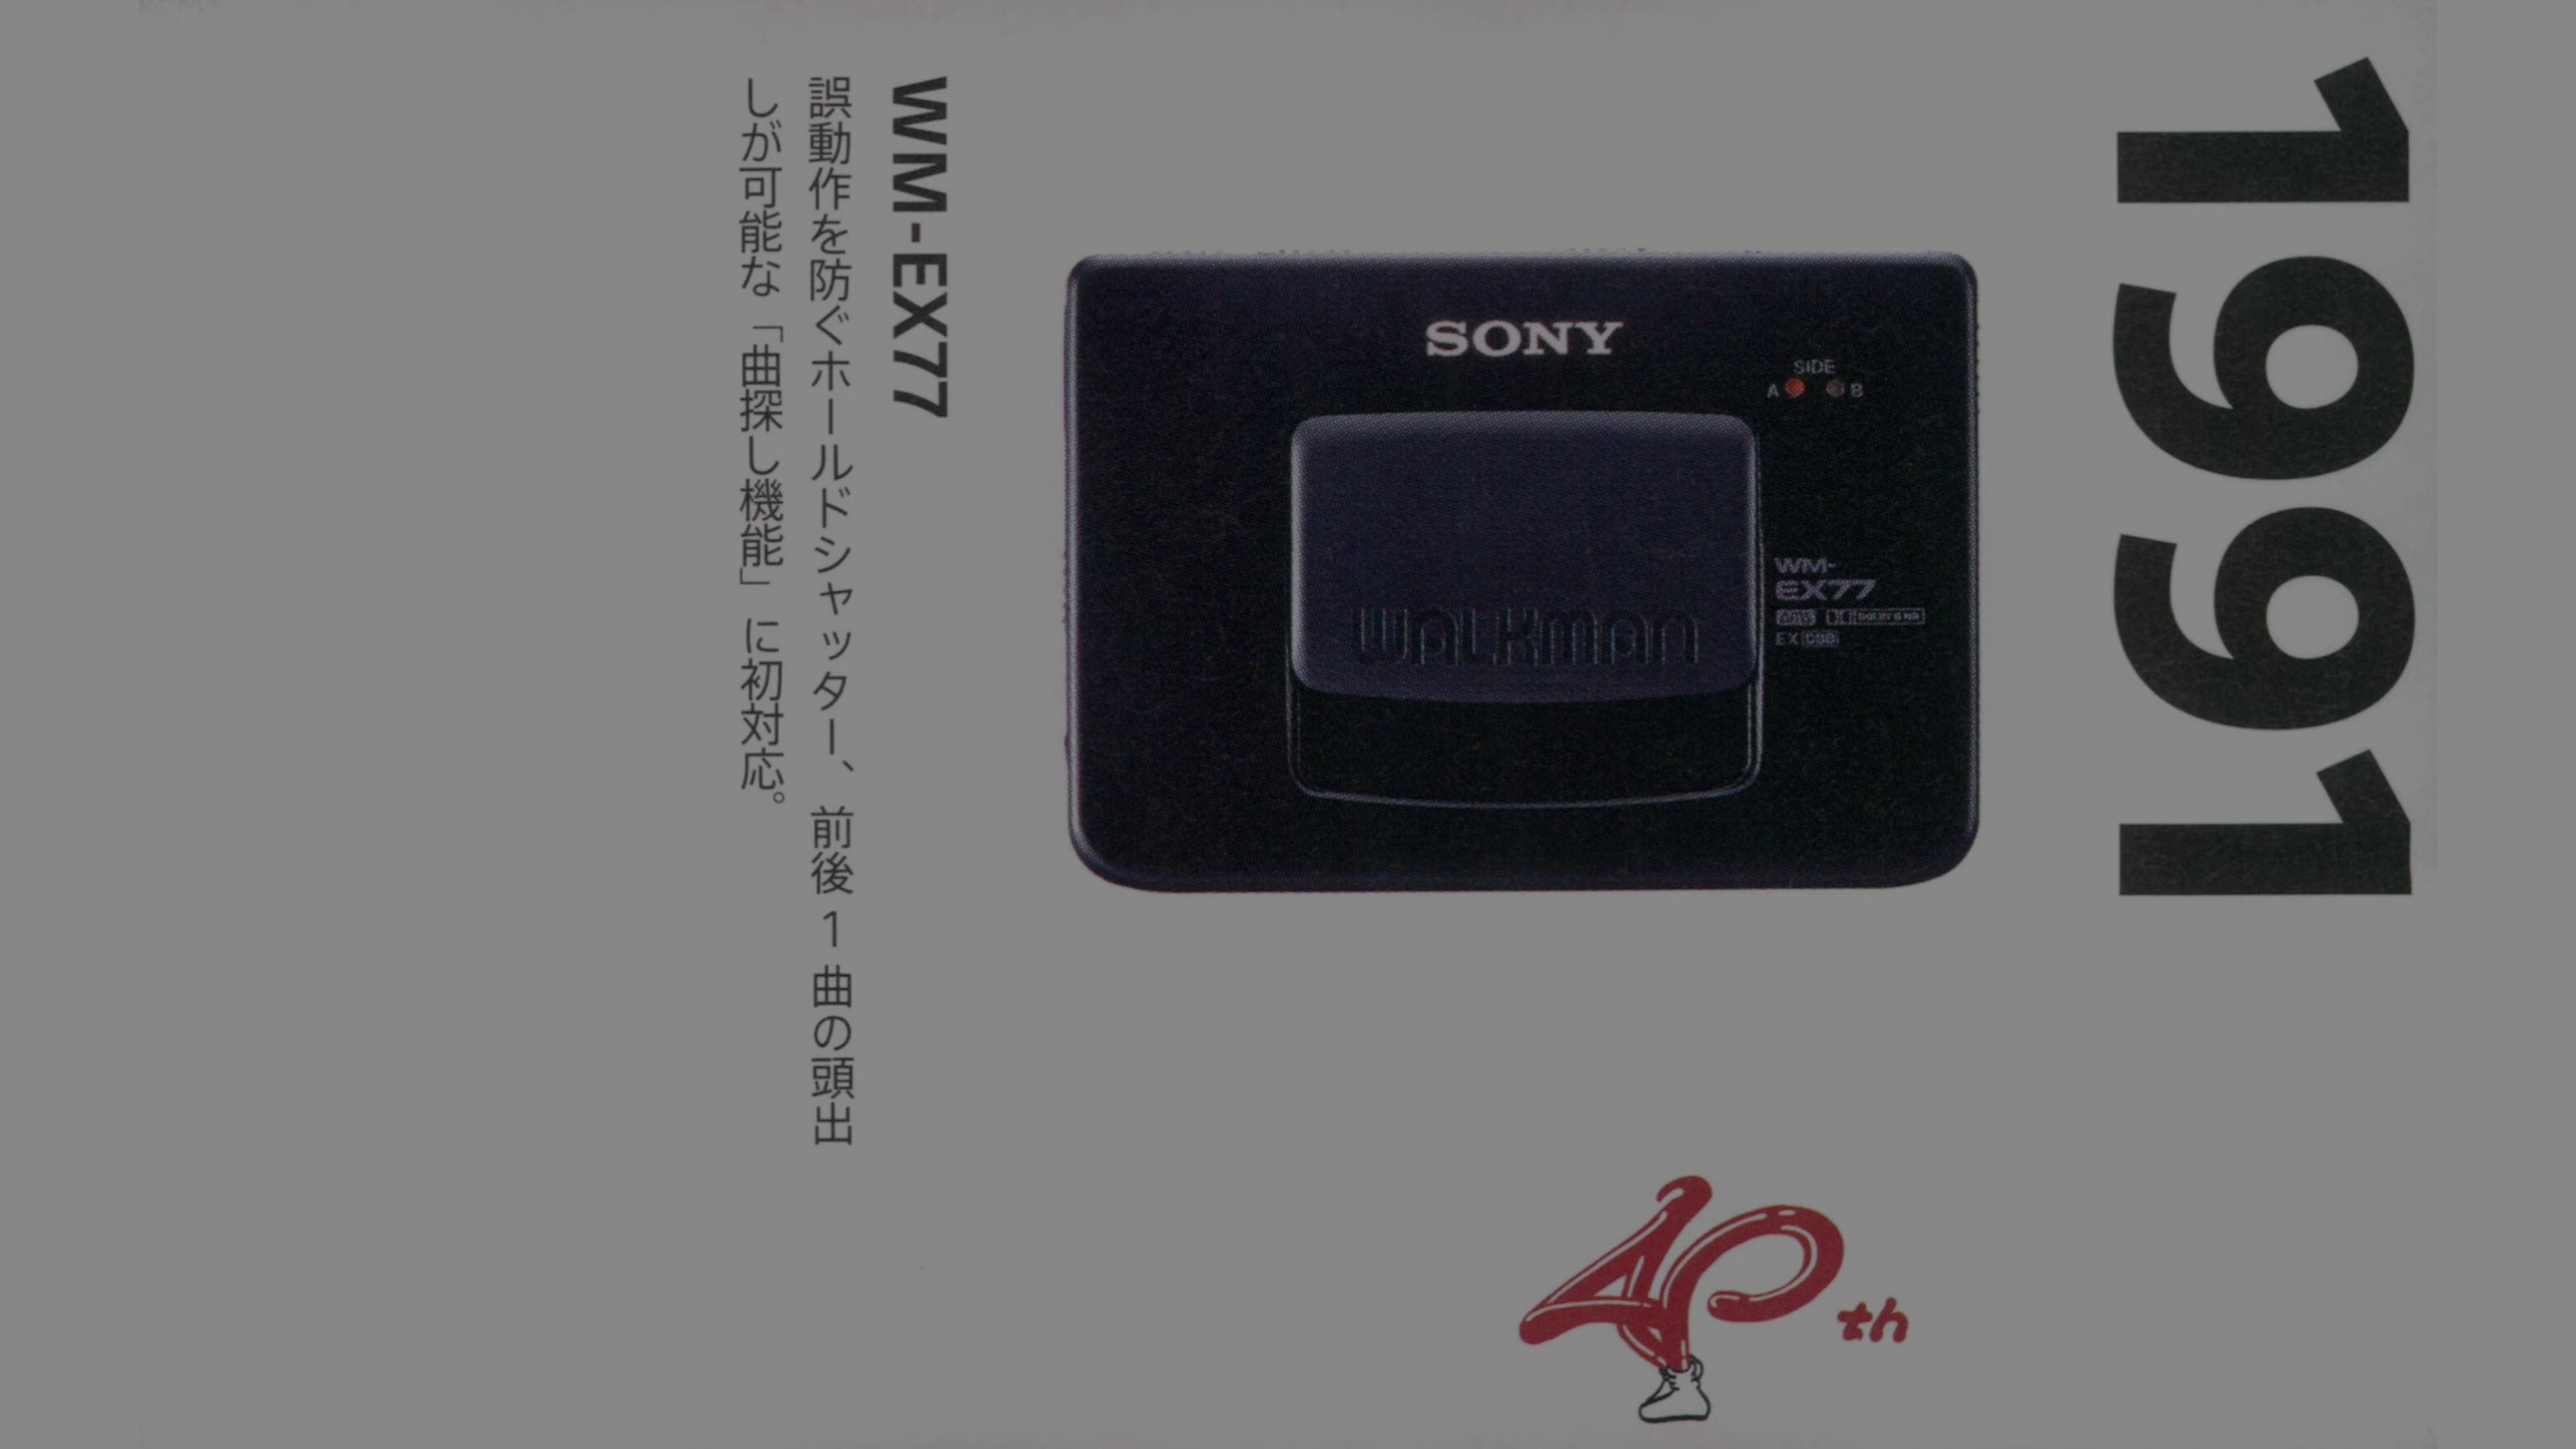 1991
SONY
SIDE
A B
WM-
EX77
EX DBB
WALKMAN
WM-EX77
誤動作を防ぐホールドシャッター、前後1曲の頭出
しが可能な「曲探し機能」に初対応。
40th